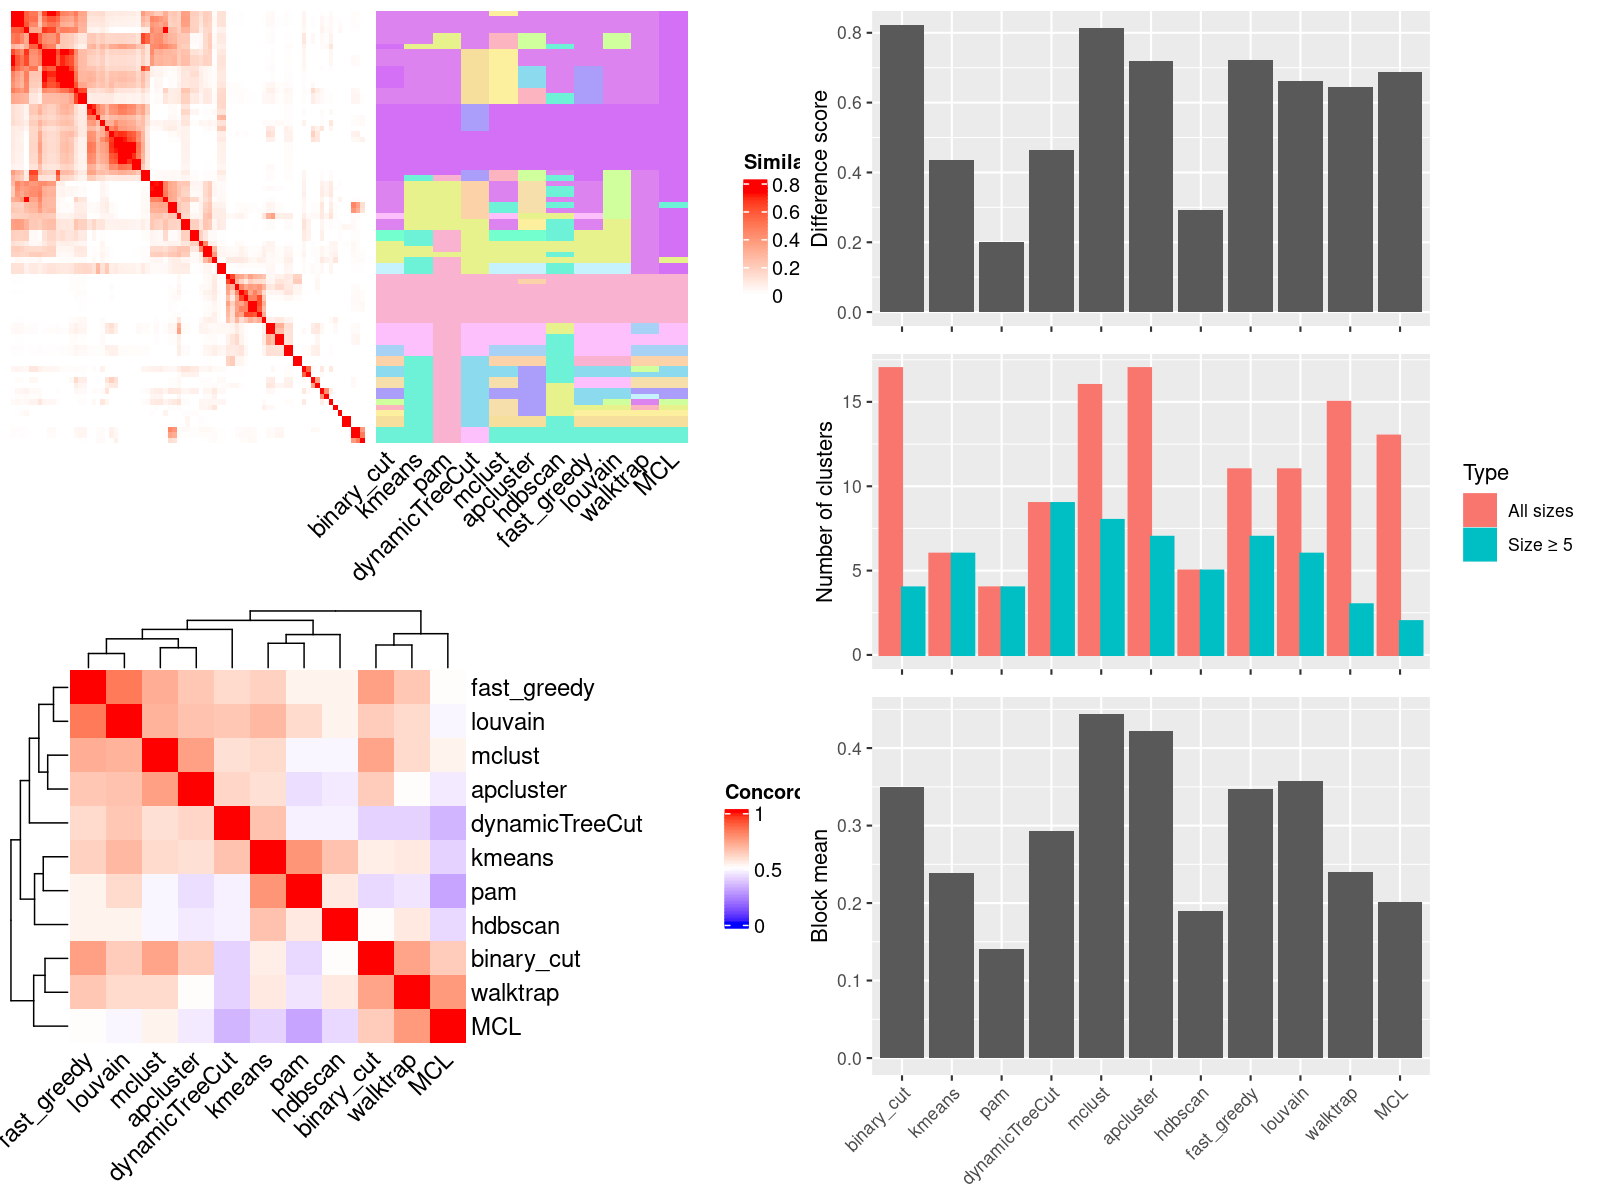 Simila
0.8
0.6
0.4
0.2
0
binary_cut
kmeans
pam
dynamicTreeCut
mclust
apcluster
hdbscan
fast_greedy
louvain
walktrap
MCL
fast_greedy
louvain
mclust
apcluster
dynamicTreeCut
kmeans
pam
hdbscan
binary_cut
walktrap
MCL
fast_greedy
louvain
mclust
apcluster
dynamicTreeCut
kmeans
pam
hdbscan
binary_cut
walktrap
MCL
Concord
1
0.5
0
Difference score
0.8
0.6
0.4
0.2
0.0
Number of clusters
15
10
5
0
Type
All sizes
Size ≥ 5
Block mean
0.4
0.3
0.2
0.1
0.0
binary_cut
kmeans
pam
dynamicTreeCut
mclust
apcluster
hdbscan
fast_greedy
louvain
walktrap
MCL